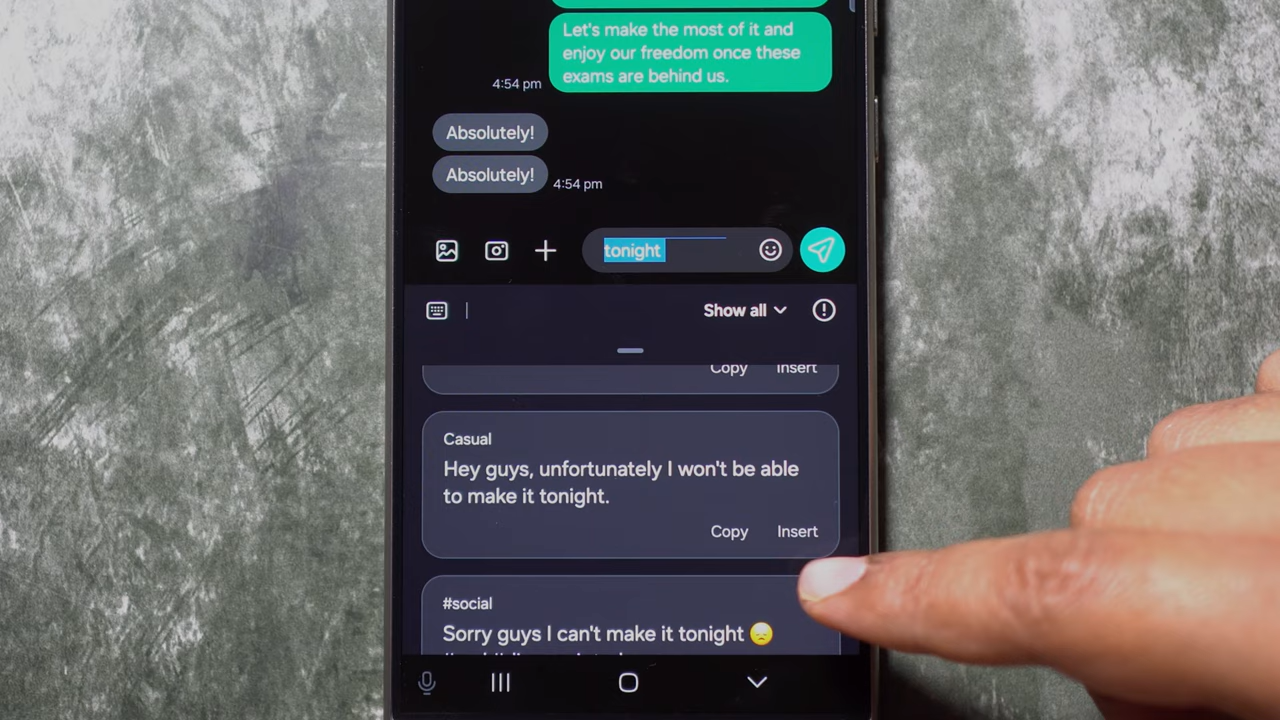 Let's make the most of it and
enjoy our freedom once these
exams are behind us.
4:54 pm
Absolutely!
Absolutely!
4:54 pm
tonight
Show all
Copy Insert
Casual
Hey guys, unfortunately I won't be able
to make it tonight.
Copy Insert
#social
Sorry guys I can't make it tonight 😞